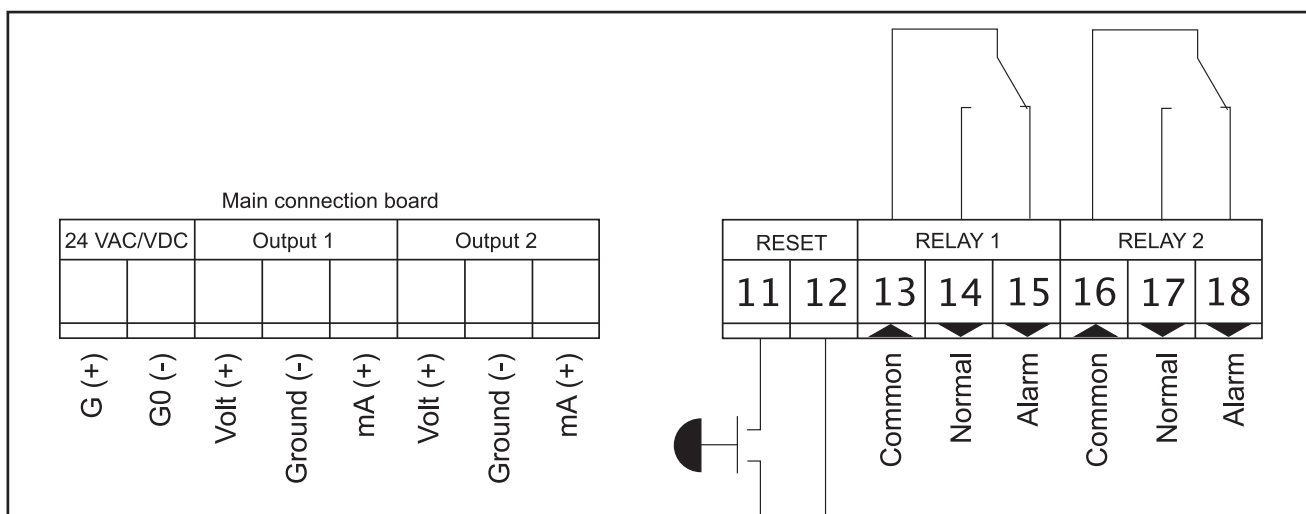 Main connection board
24 VAC/VDC Output 1 Output 2
G (+) G0 (-) Volt (+) Ground (-) mA (+) Volt (+) Ground (-) mA (+)
RESET RELAY 1 RELAY 2
11 12 13 14 15 16 17 18
Common Normal Alarm Common Normal Alarm